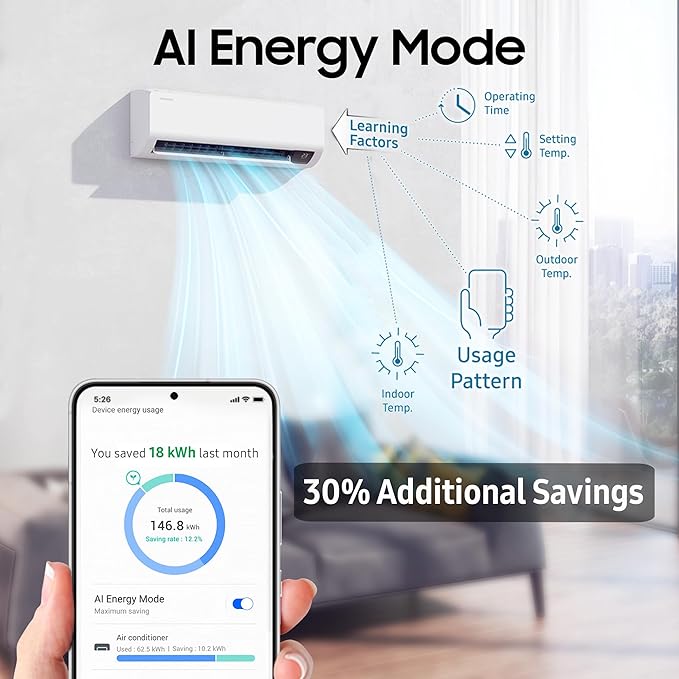 AI Energy Mode
Learning
Factors
Operating
Time
Setting
Temp.
Outdoor
Temp.
Usage
Pattern
Indoor
Temp.
30% Additional Savings
5:26
Device energy usage
You saved 18 kWh last month
Total usage
146.8 kWh
Saving rate : 12.2%
AI Energy Mode
Maximum saving
Air conditioner
Used : 62.5 kWh | Saving : 10.2 kWh